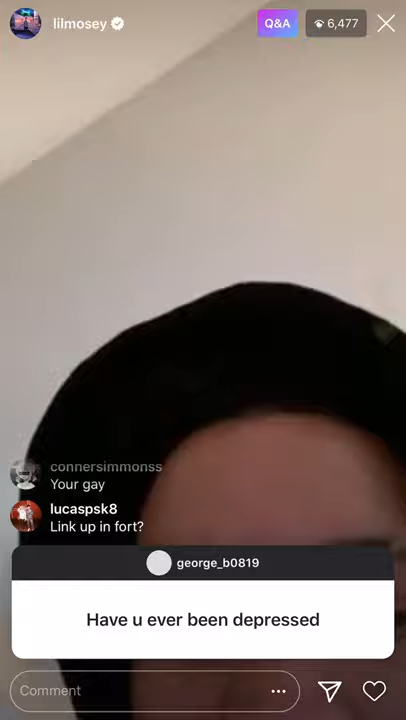 lilmosey
Q&A
6,477
connersimmonss
Your gay
lucaspsk8
Link up in fort?
george_b0819
Have u ever been depressed
Comment